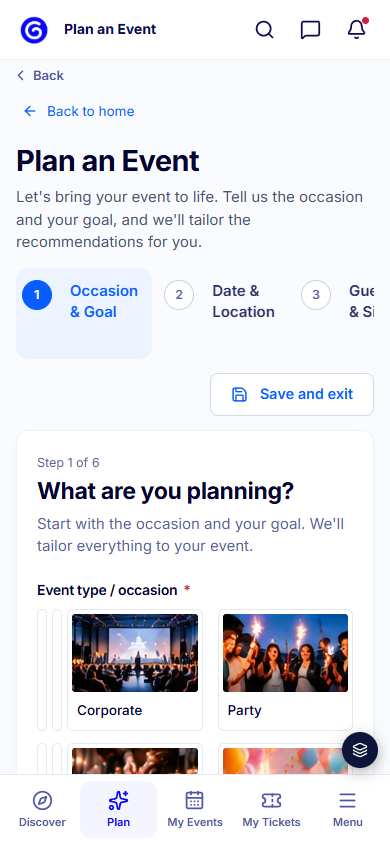 Plan an Event
Back
Back to home
Plan an Event
Let's bring your event to life. Tell us the occasion
and your goal, and we'll tailor the
recommendations for you.
1
Occasion
& Goal
2
Date &
Location
3
Gue
& Si
Save and exit
Step 1 of 6
What are you planning?
Start with the occasion and your goal. We'll
tailor everything to your event.
Event type / occasion *
Corporate
Party
Discover
Plan
My Events
My Tickets
Menu